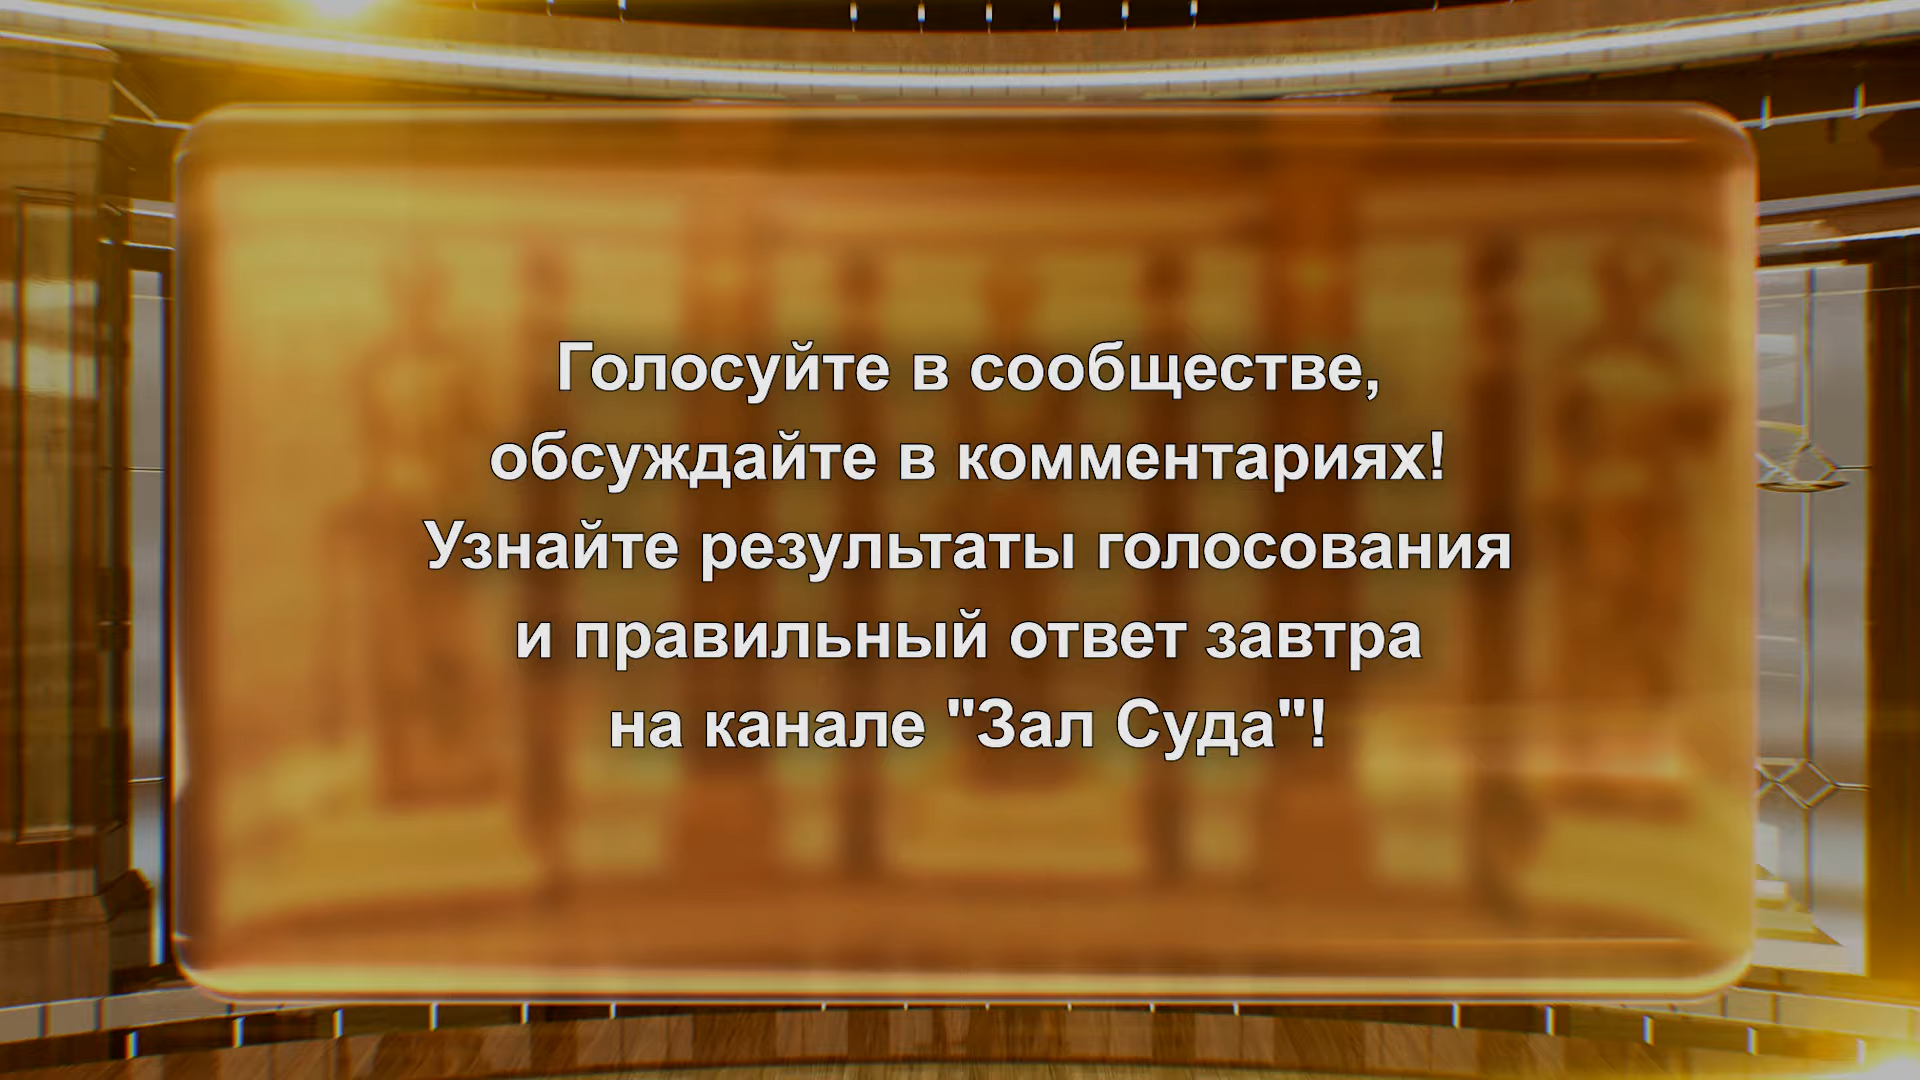 Голосуйте в сообществе,
обсуждайте в комментариях!
Узнайте результаты голосования
и правильный ответ завтра
на канале "Зал Суда"!